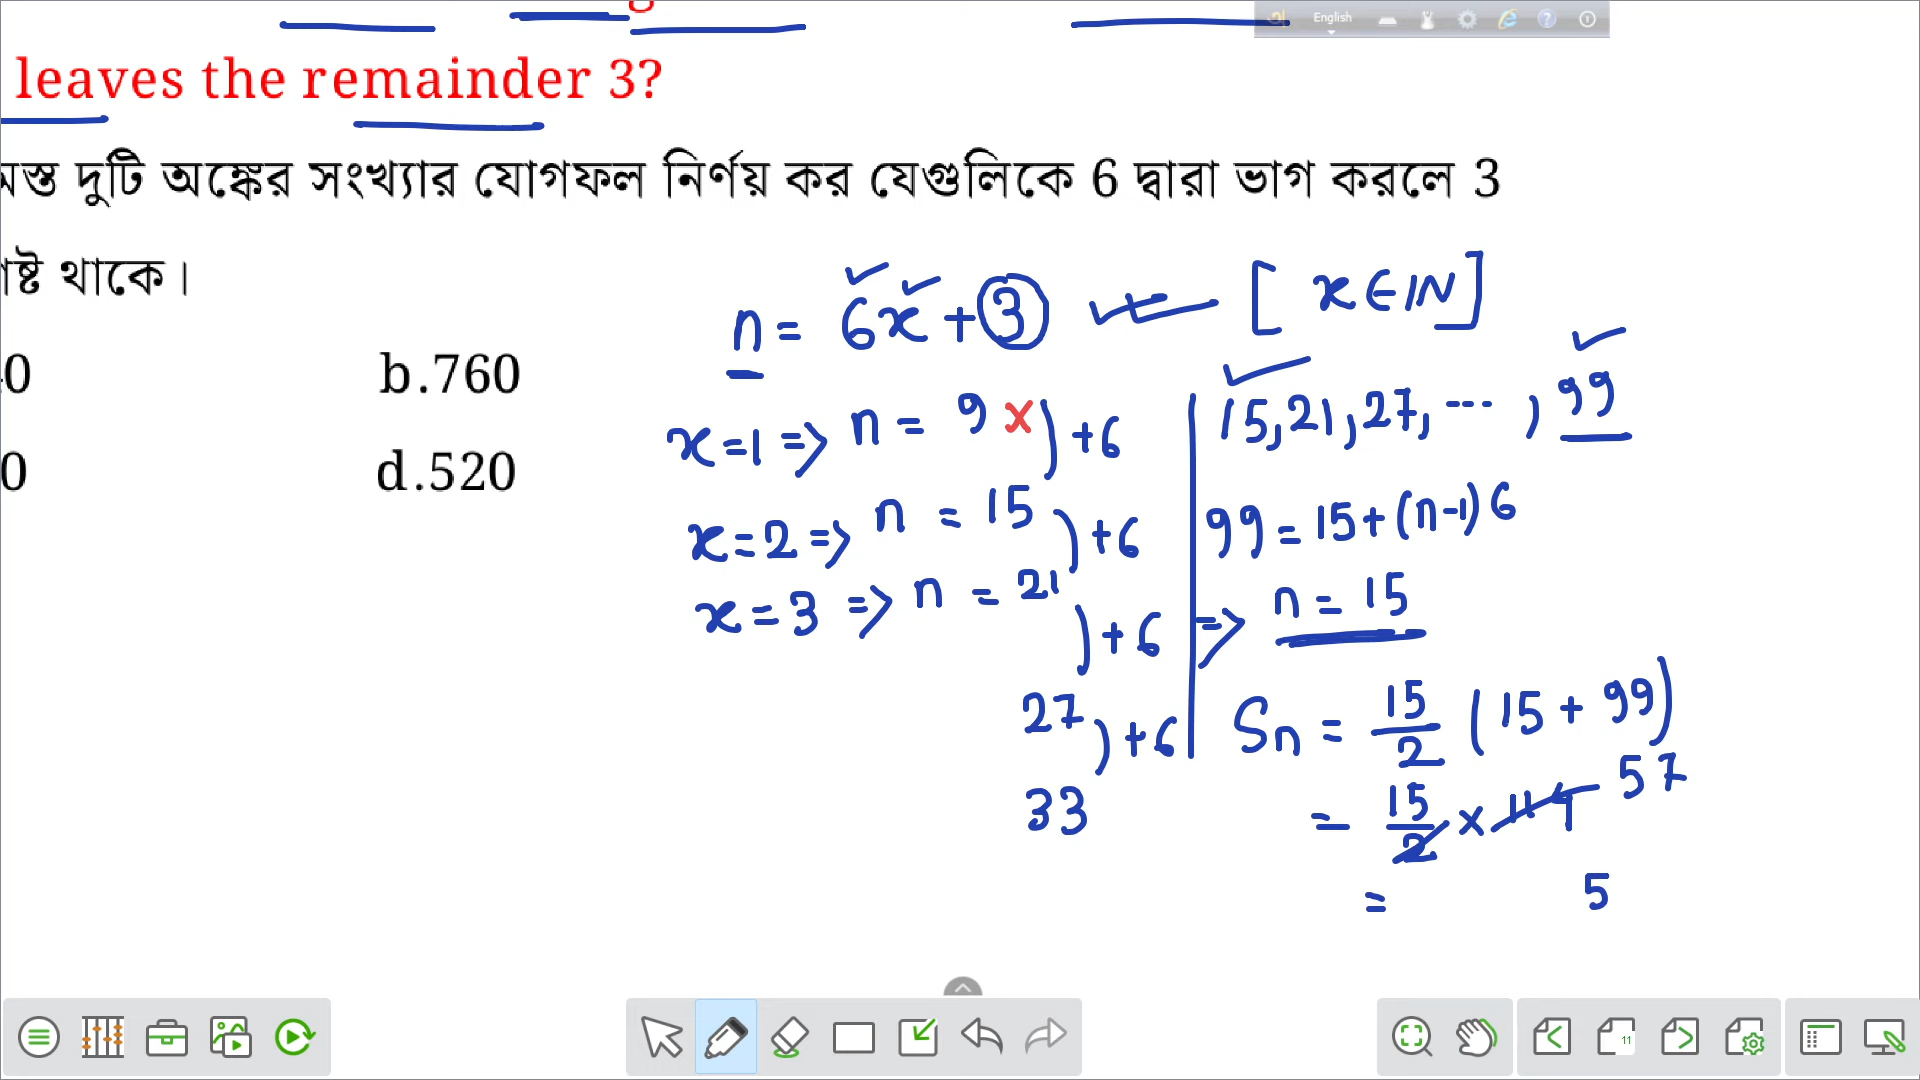 English
leaves the remainder 3?
দুটি অঙ্কের সংখ্যার যোগফল নির্ণয় কর যেগুলিকে 6 দ্বারা ভাগ করলে 3
থাকে।
n = 6x + 3 [ x ∈ IN ]
0 b.760
0 d.520
x = 1 => n = 9 x ) +6
x = 2 => n = 15 ) +6
x = 3 => n = 21 ) +6
27 ) +6
33
15, 21, 27, ... , 99
99 = 15 + (n-1) 6
=> n = 15
Sn = 15/2 (15 + 99)
= 15/2 x 114 57
= 5
11